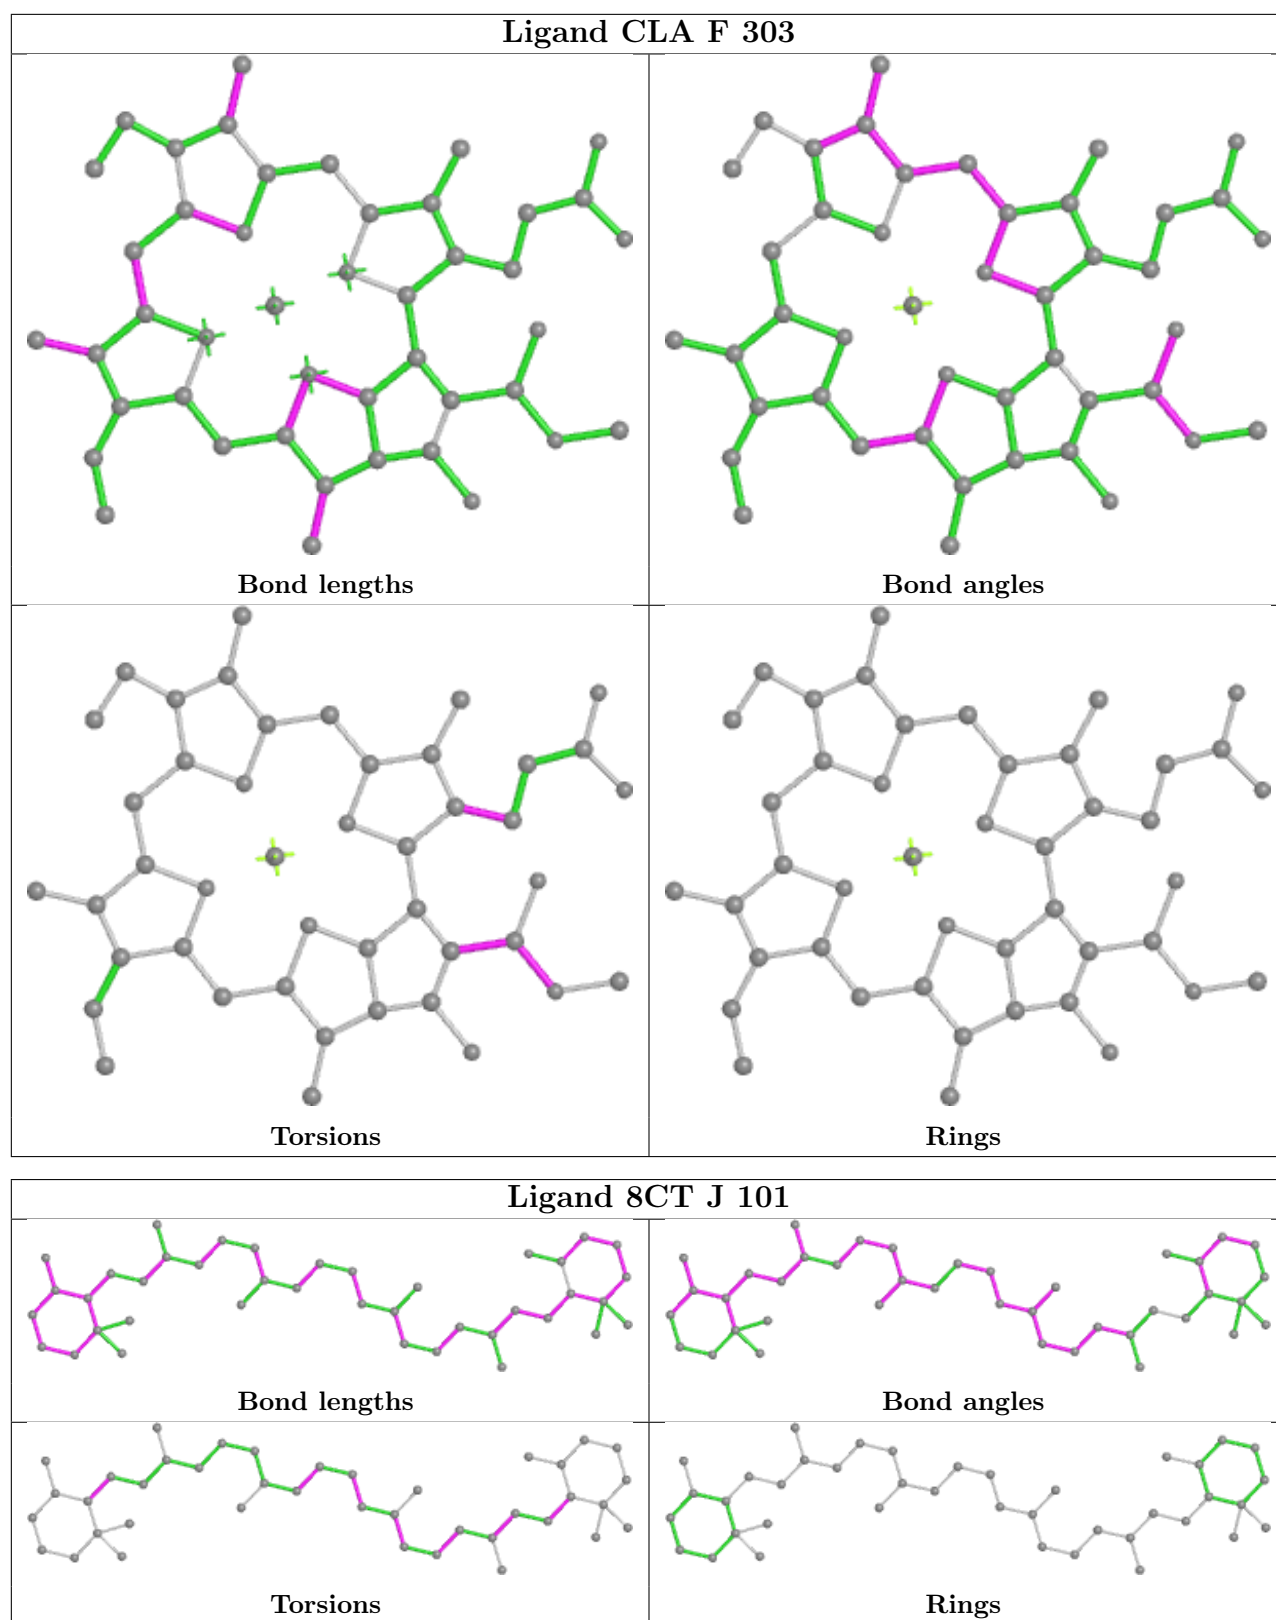 Ligand CLA F 303
Bond lengths
Bond angles
Torsions
Rings
Ligand 8CT J 101
Bond lengths
Bond angles
Torsions
Rings